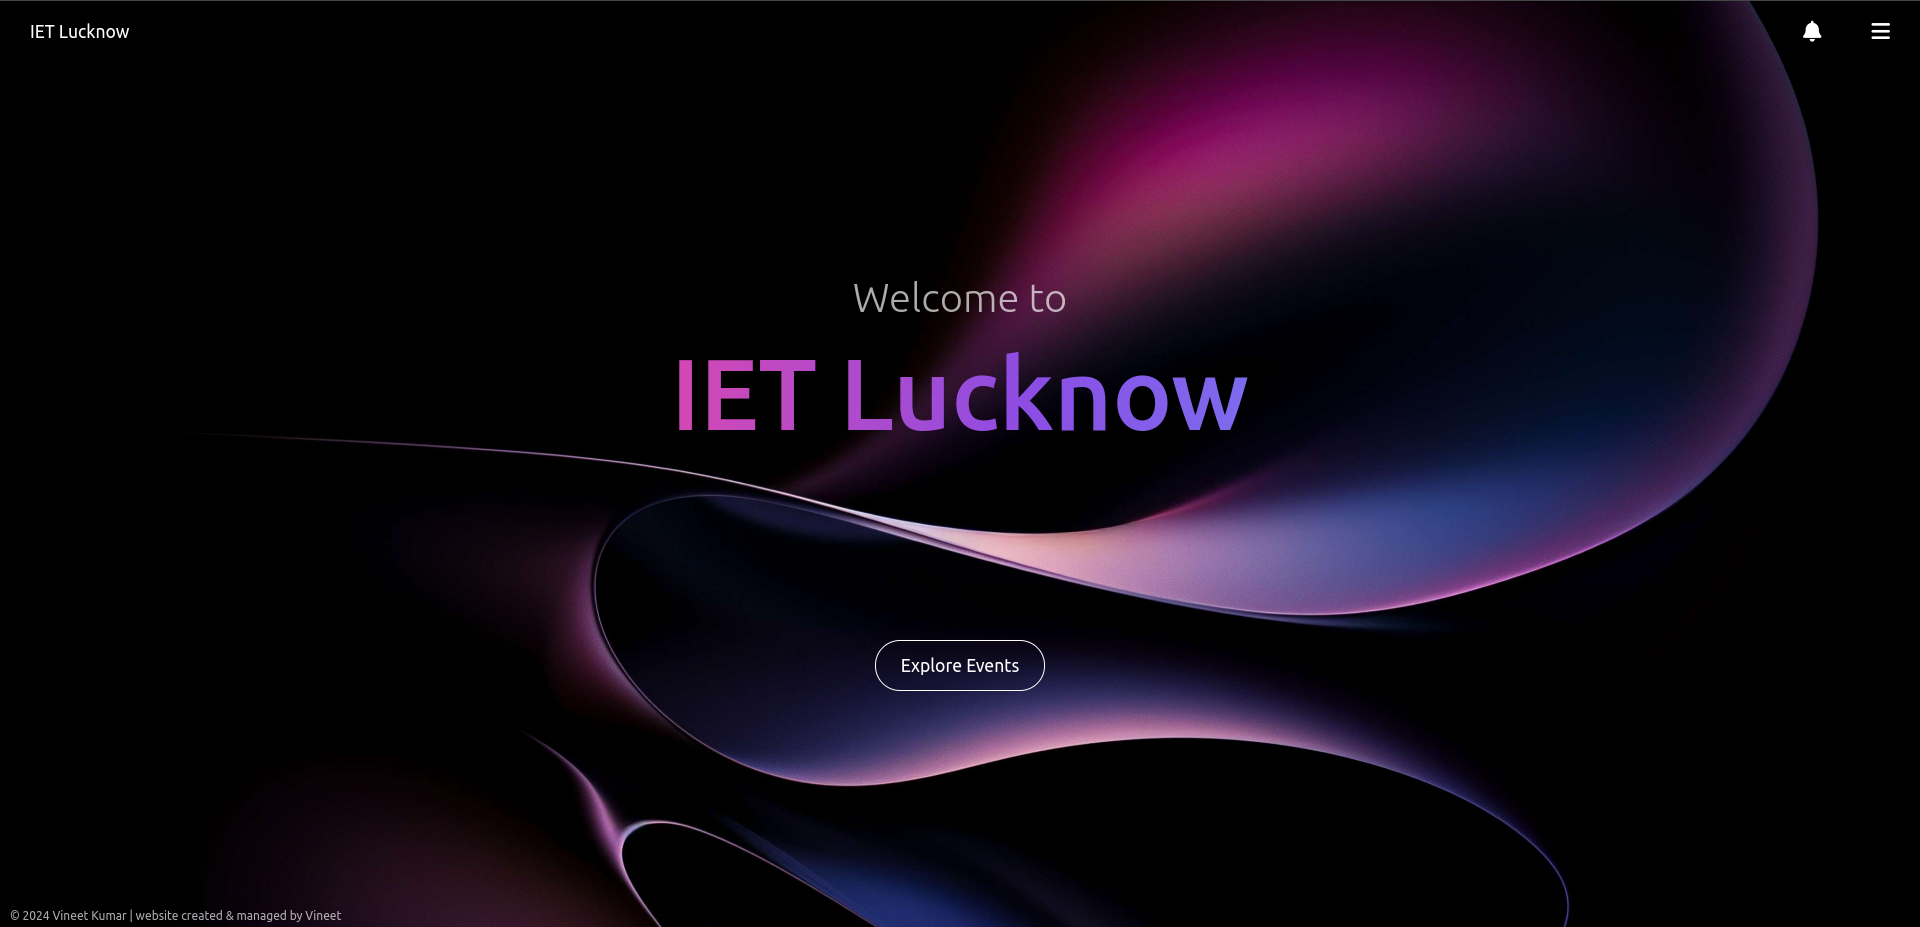 IET Lucknow
Welcome to
IET Lucknow
Explore Events
© 2024 Vineet Kumar | website created & managed by Vineet